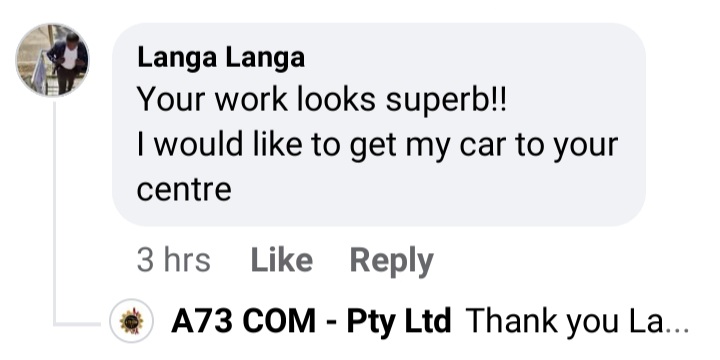 Langa Langa
Your work looks superb!!
I would like to get my car to your
centre
3 hrs Like Reply
A73 COM - Pty Ltd Thank you La...